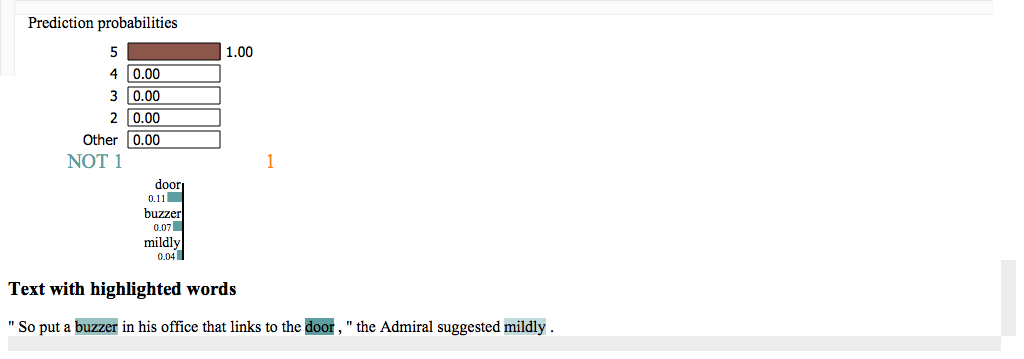 Prediction probabilities
5 1.00
4 0.00
3 0.00
2 0.00
Other 0.00
NOT 1 1
door
0.11
buzzer
0.07
mildly
0.04
Text with highlighted words
" So put a buzzer in his office that links to the door , " the Admiral suggested mildly .